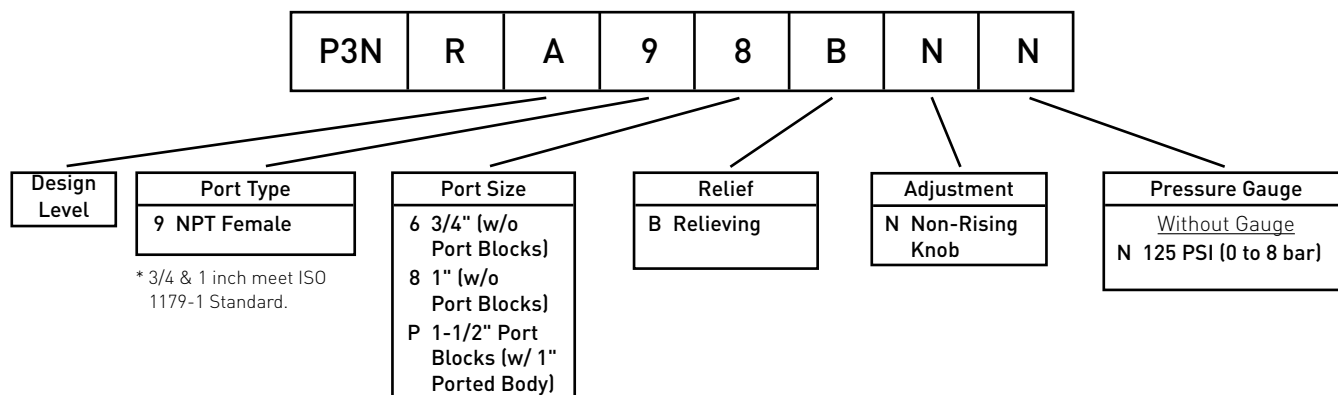 P3N R A 9 8 B N N
Design
Level
Port Type
9 NPT Female
* 3/4 & 1 inch meet ISO
1179-1 Standard.
Port Size
6 3/4" (w/o
Port Blocks)
8 1" (w/o
Port Blocks)
P 1-1/2" Port
Blocks (w/ 1"
Ported Body)
Relief
B Relieving
Adjustment
N Non-Rising
Knob
Pressure Gauge
Without Gauge
N 125 PSI (0 to 8 bar)